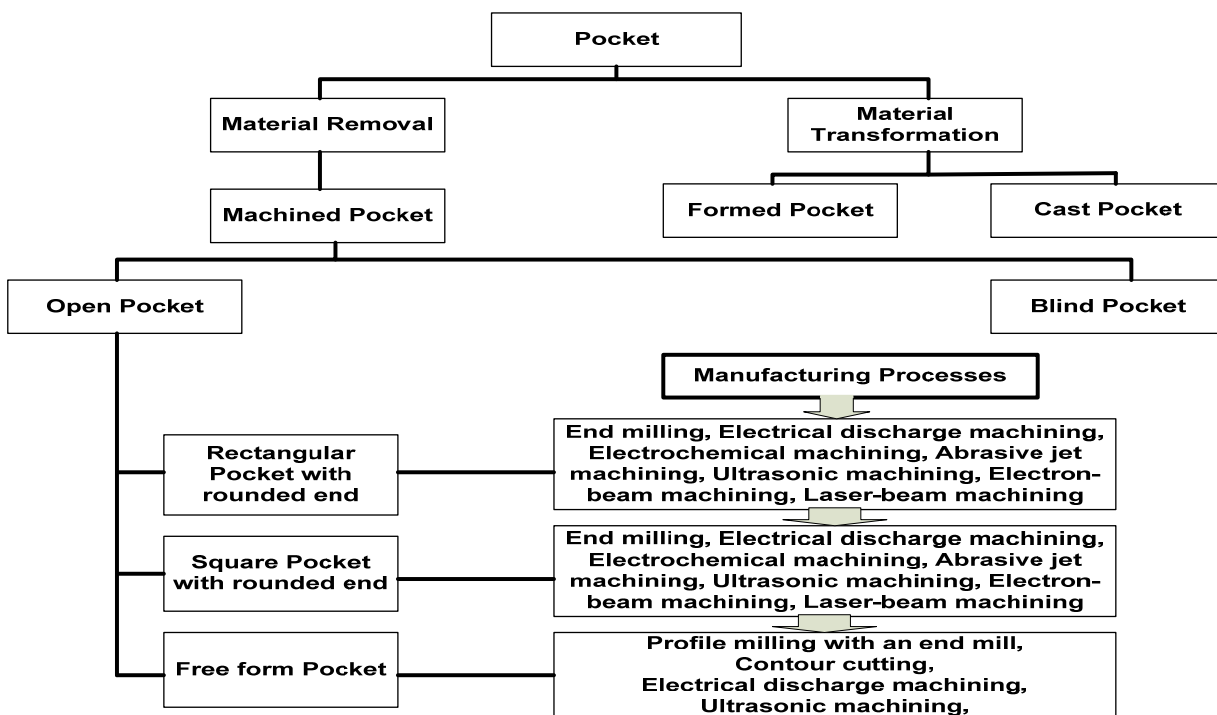 Pocket
Material Removal
Material
Transformation
Machined Pocket
Formed Pocket
Cast Pocket
Open Pocket
Blind Pocket
Manufacturing Processes
Rectangular
Pocket with
rounded end
End milling, Electrical discharge machining,
Electrochemical machining, Abrasive jet
machining, Ultrasonic machining, Electron-
beam machining, Laser-beam machining
Square Pocket
with rounded end
End milling, Electrical discharge machining,
Electrochemical machining, Abrasive jet
machining, Ultrasonic machining, Electron-
beam machining, Laser-beam machining
Free form Pocket
Profile milling with an end mill,
Contour cutting,
Electrical discharge machining,
Ultrasonic machining,